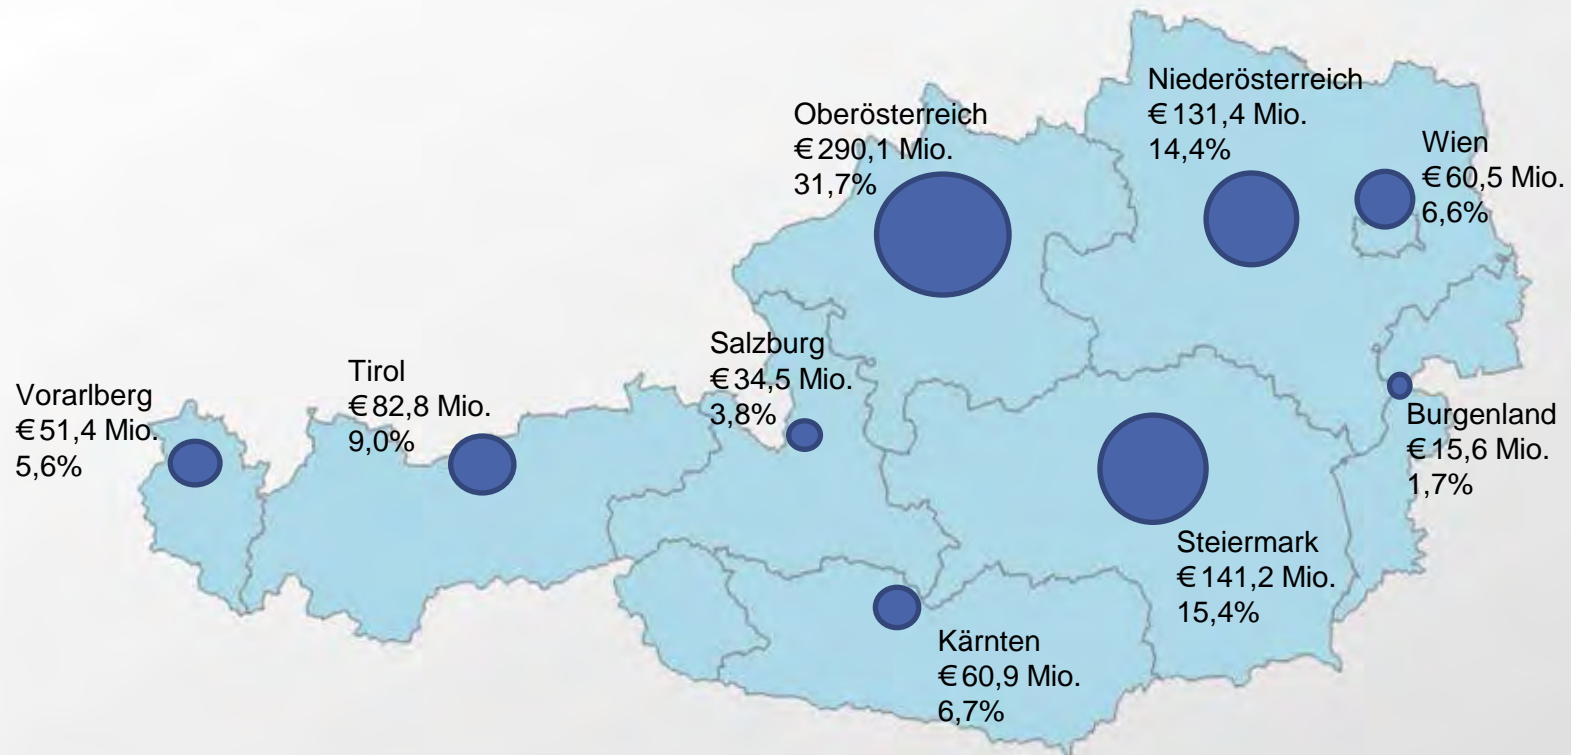 Niederösterreich
€ 131,4 Mio.
14,4%
Oberösterreich
€ 290,1 Mio.
31,7%
Wien
€ 60,5 Mio.
6,6%
Salzburg
€ 34,5 Mio.
3,8%
Tirol
€ 82,8 Mio.
9,0%
Vorarlberg
€ 51,4 Mio.
5,6%
Burgenland
€ 15,6 Mio.
1,7%
Steiermark
€ 141,2 Mio.
15,4%
Kärnten
€ 60,9 Mio.
6,7%